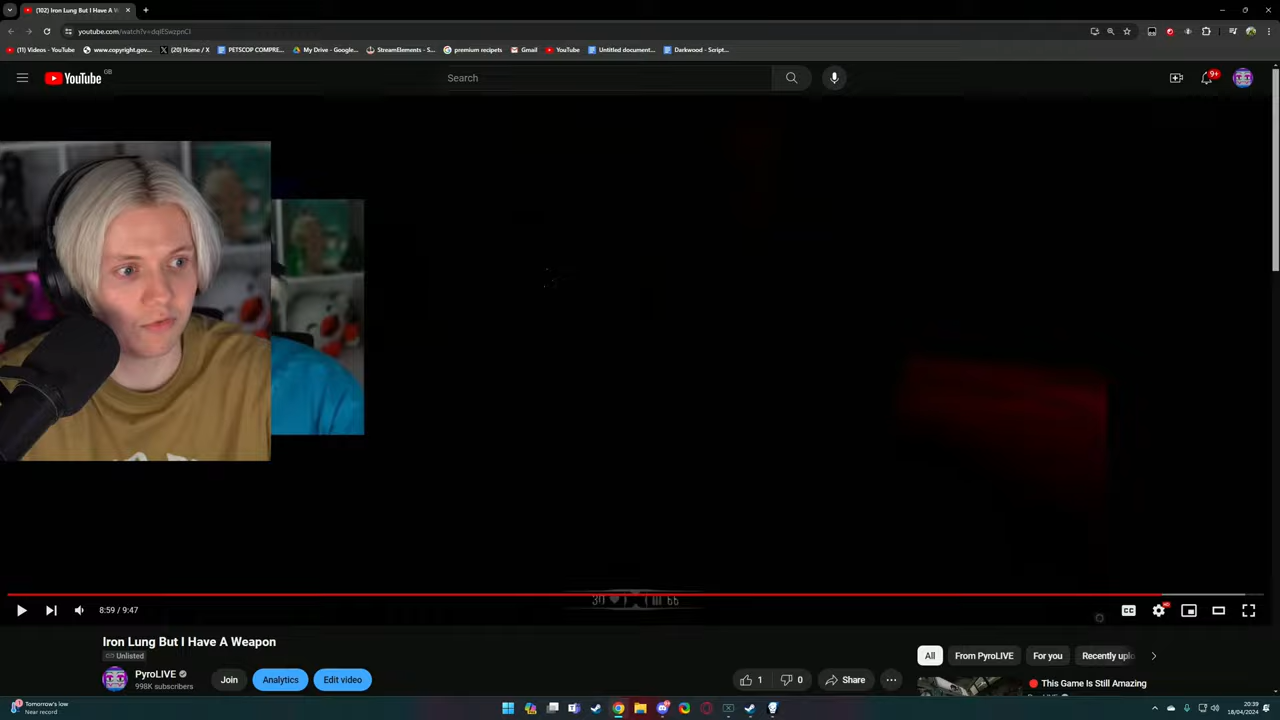 (102) Iron Lung But I Have A W
youtube.com/watch?v=dqIESwzpnCI
(11) Videos - YouTube
www.copyright.gov...
(20) Home / X
PETSCOP COMPRE...
My Drive - Google...
StreamElements - S...
premium recipets
Gmail
YouTube
Untitled document...
Darkwood - Script...
YouTube GB
Search
9+
8:59 / 9:47
Iron Lung But I Have A Weapon
Unlisted
PyroLIVE
998K subscribers
Join
Analytics
Edit video
1
0
Share
All
From PyroLIVE
For you
Recently uplo
This Game Is Still Amazing
Tomorrow's low
Near record
20:39
18/04/2024